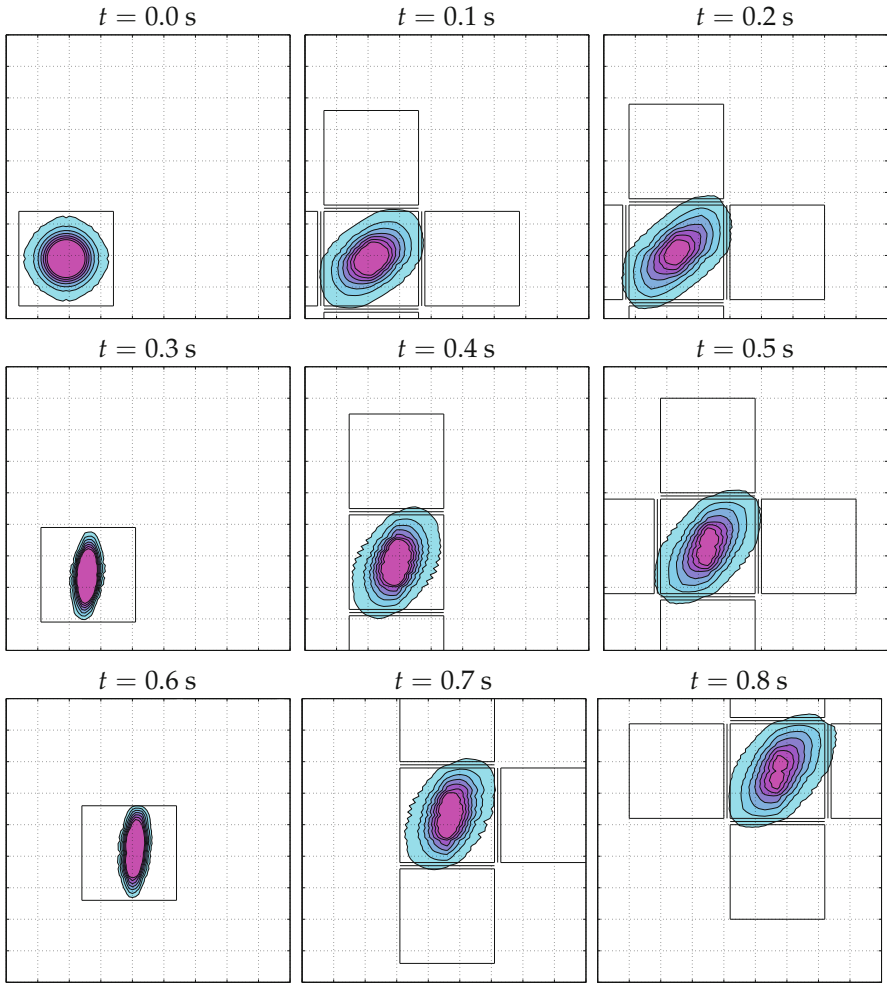 t = 0.0 s
t = 0.1 s
t = 0.2 s
t = 0.3 s
t = 0.4 s
t = 0.5 s
t = 0.6 s
t = 0.7 s
t = 0.8 s